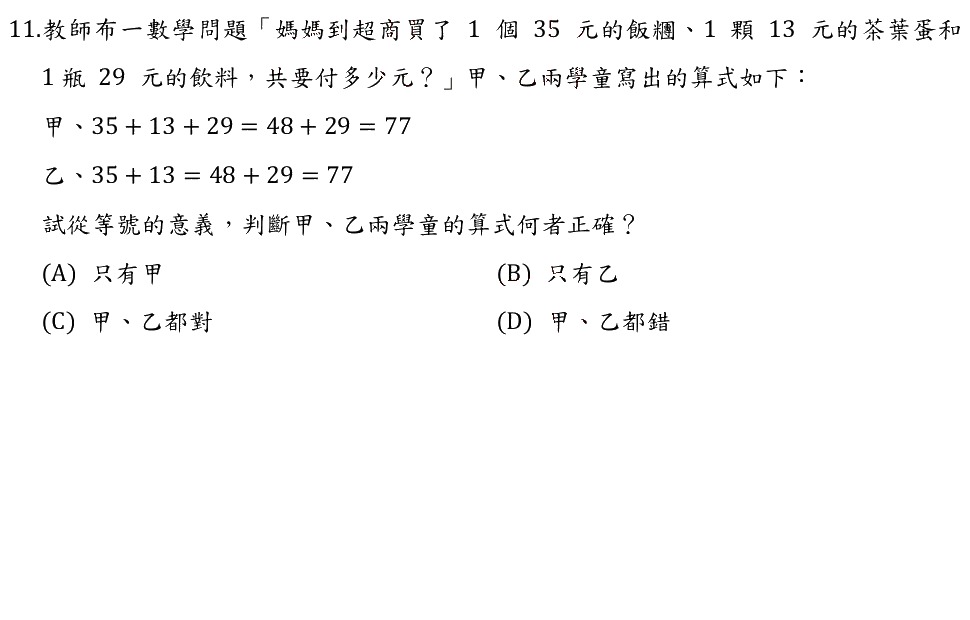 11.教師布一數學問題「媽媽到超商買了 1 個 35 元的飯糰、1 顆 13 元的茶葉蛋和
1 瓶 29 元的飲料，共要付多少元？」甲、乙兩學童寫出的算式如下：
甲、35 + 13 + 29 = 48 + 29 = 77
乙、35 + 13 = 48 + 29 = 77
試從等號的意義，判斷甲、乙兩學童的算式何者正確？
(A) 只有甲 (B) 只有乙
(C) 甲、乙都對 (D) 甲、乙都錯